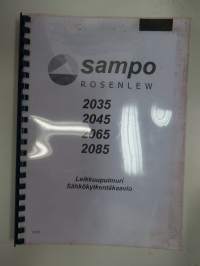 sampo
ROSENLEW
2035
2045
2065
2085
Leikkuupuimuri
Sähkökytkentäkaavio